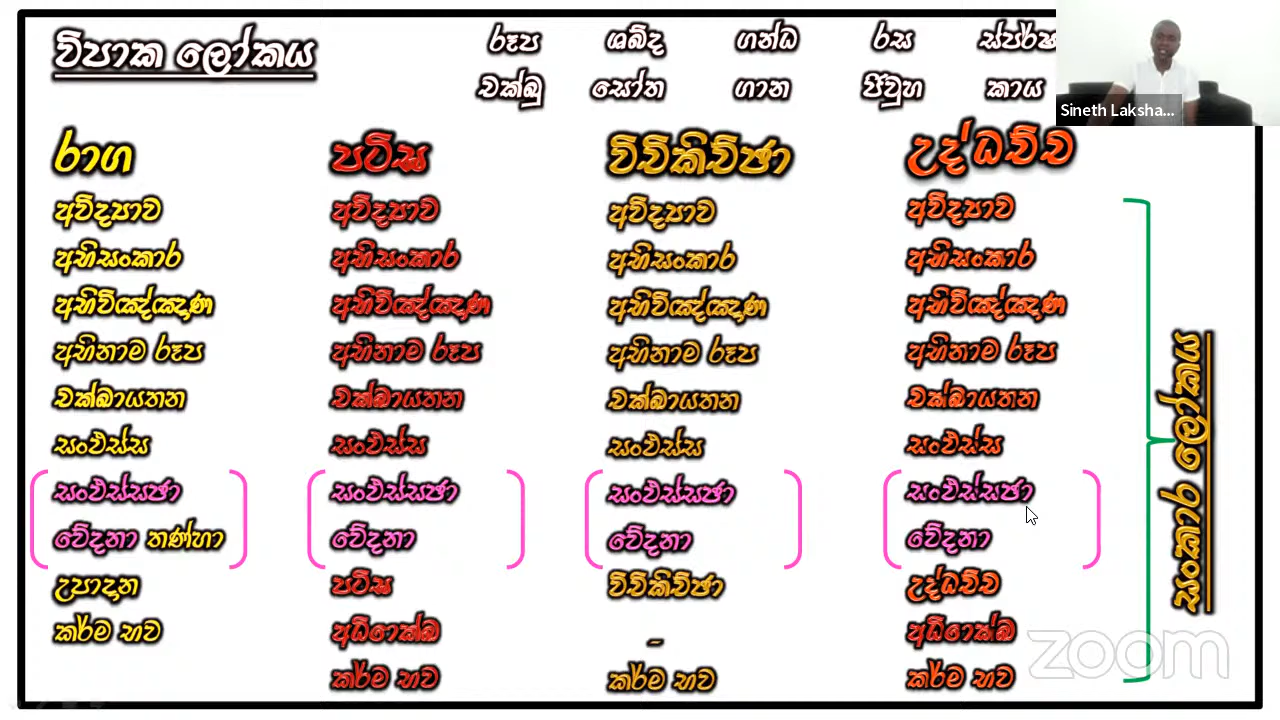 විපාක ලෝකය
රූප ශබ්ද ගන්ධ රස ස්පර්ෂ
චක්ඛු සෝත ගාන ජිව්හ කාය
Sineth Laksha...
රාග පටිඝ විචිකිච්ඡා උද්ධච්ච
අවිද්‍යාව අවිද්‍යාව අවිද්‍යාව අවිද්‍යාව
අභිසංකාර අභිසංකාර අභිසංකාර අභිසංකාර
අභිවිඤ්ඤාණ අභිවිඤ්ඤාණ අභිවිඤ්ඤාණ අභිවිඤ්ඤාණ
අභිනාම රූප අභිනාම රූප අභිනාම රූප අභිනාම රූප
චක්ඛායතන චක්ඛායතන චක්ඛායතන චක්ඛායතන
සංඵස්ස සංඵස්ස සංඵස්ස සංඵස්ස
සංඵස්සජා සංඵස්සජා සංඵස්සජා සංඵස්සජා
වේදනා තණ්හා වේදනා වේදනා වේදනා
උපාදාන පටිඝ විචිකිච්ඡා උද්ධච්ච
කර්ම භව අධිමොක්ඛ - අධිමොක්ඛ
කර්ම භව කර්ම භව කර්ම භව
සංකාර ලෝකය
zoom